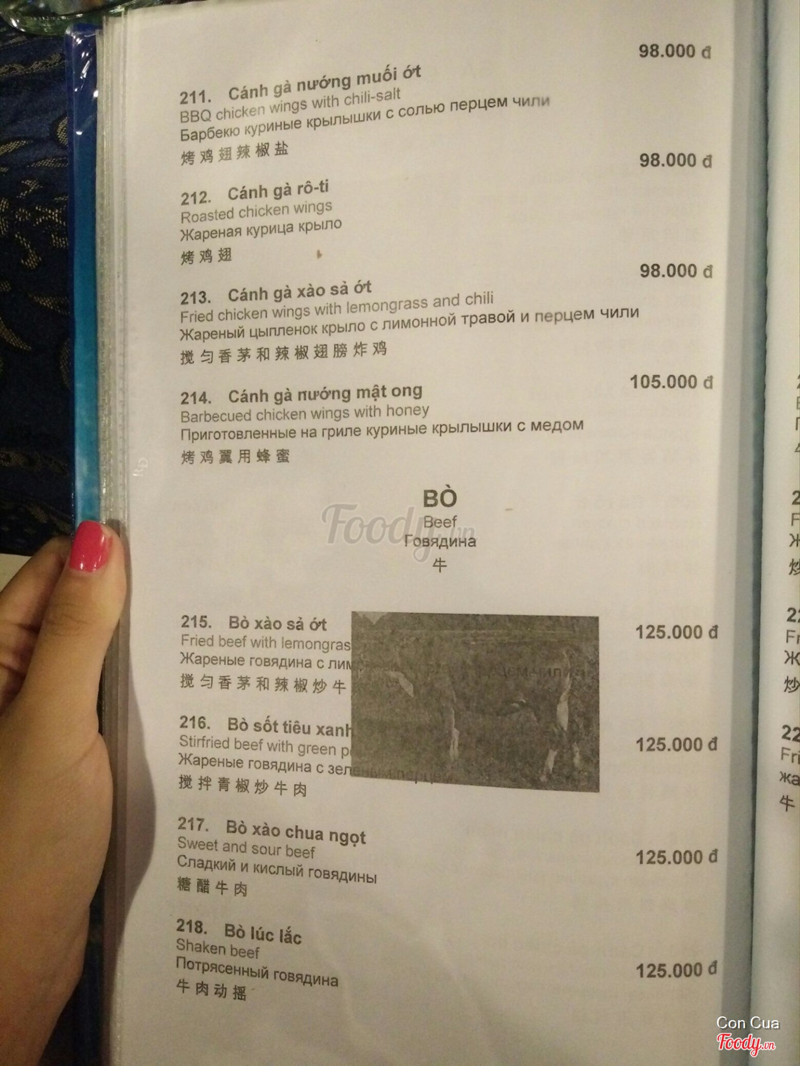 98.000 đ
211. Cánh gà nướng muối ớt
BBQ chicken wings with chili-salt
Барбекю куриные крылышки с солью перцем чили
烤鸡翅辣椒盐
98.000 đ
212. Cánh gà rô-ti
Roasted chicken wings
Жареная курица крыло
烤鸡翅
98.000 đ
213. Cánh gà xào sả ớt
Fried chicken wings with lemongrass and chili
Жареный цыпленок крыло с лимонной травой и перцем чили
搅匀香茅和辣椒翅膀炸鸡
105.000 đ
214. Cánh gà nướng mật ong
Barbecued chicken wings with honey
Приготовленные на гриле куриные крылышки с медом
烤鸡翼用蜂蜜
BÒ
Beef
Говядина
牛
Foody.vn
215. Bò xào sả ớt
125.000 đ
Fried beef with lemongras
Жареные говядина с лим
чили
搅匀香茅和辣椒炒牛
216. Bò sốt tiêu xanh
125.000 đ
Stirfried beef with green
Жареные говядина с
搅拌青椒炒牛肉
217. Bò xào chua ngọt
Sweet and sour beef
125.000 đ
Сладкий и кислый говядины
糖醋牛肉
218. Bò lúc lắc
Shaken beef
125.000 đ
Потрясенный говядина
牛肉动摇
Con Cua
Foody.vn